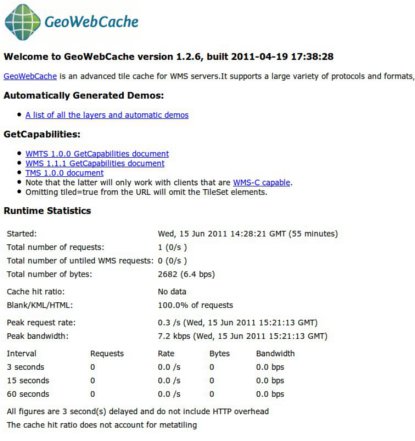 GeoWebCache
Welcome to GeoWebCache version 1.2.6, built 2011-04-19 17:38:28
GeoWebCache is an advanced tile cache for WMS servers.It supports a large variety of protocols and formats,
Automatically Generated Demos:
• A list of all the layers and automatic demos
GetCapabilities:
• WMTS 1.0.0 GetCapabilities document
• WMS 1.1.1 GetCapabilities document
• TMS 1.0.0 document
• Note that the latter will only work with clients that are WMS-C capable.
• Omitting tiled=true from the URL will omit the TileSet elements.
Runtime Statistics
Started: Wed, 15 Jun 2011 14:28:21 GMT (55 minutes)
Total number of requests: 1 (0/s )
Total number of untiled WMS requests: 0 (0/s )
Total number of bytes: 2682 (6.4 bps)
Cache hit ratio: No data
Blank/KML/HTML: 100.0% of requests
Peak request rate: 0.3 /s (Wed, 15 Jun 2011 15:21:13 GMT)
Peak bandwidth: 7.2 kbps (Wed, 15 Jun 2011 15:21:13 GMT)
Interval Requests Rate Bytes Bandwidth
3 seconds 0 0.0 /s 0 0.0 bps
15 seconds 0 0.0 /s 0 0.0 bps
60 seconds 0 0.0 /s 0 0.0 bps
All figures are 3 second(s) delayed and do not include HTTP overhead
The cache hit ratio does not account for metatiling